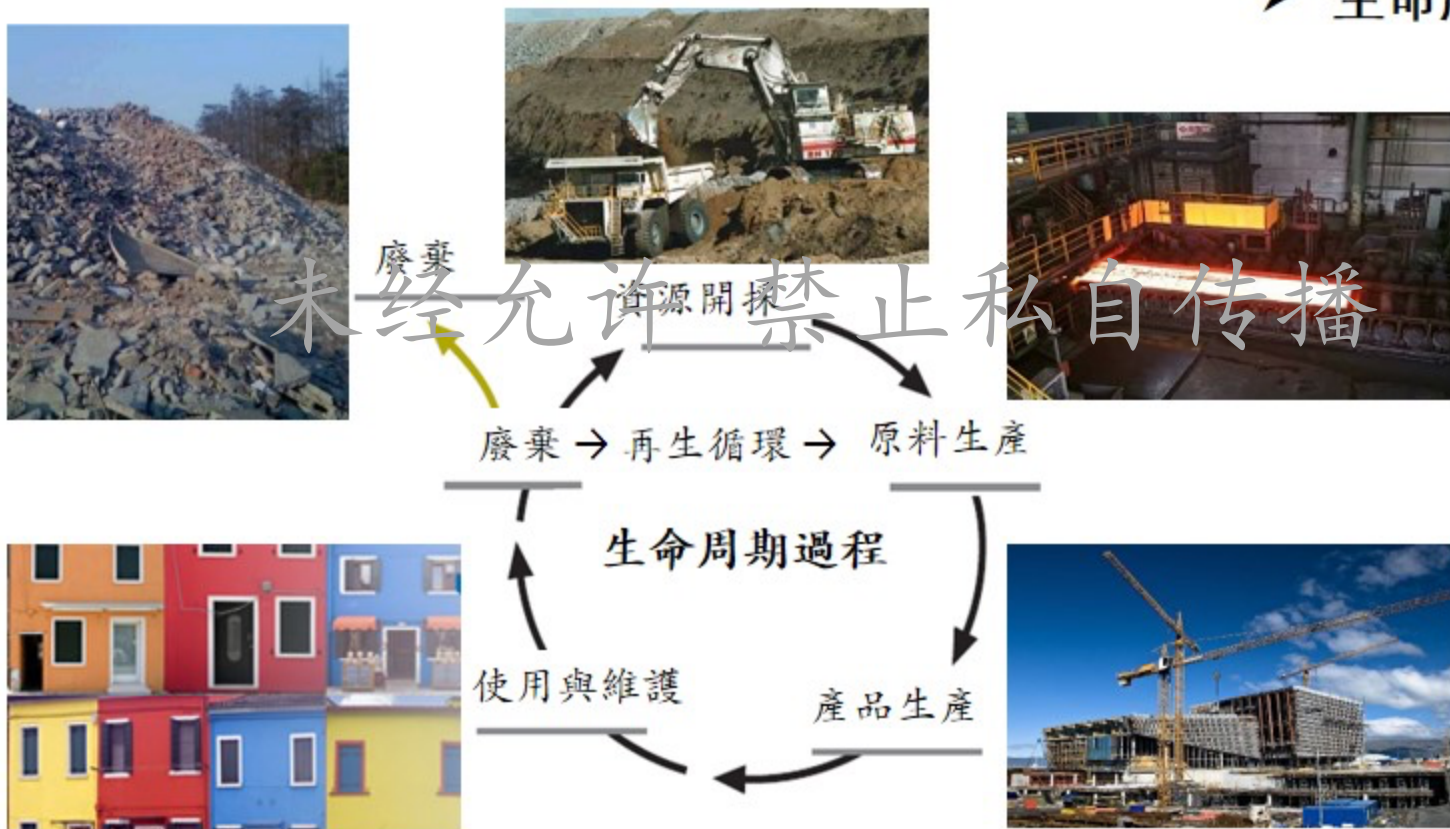 生命
廢棄
未经允许 禁止私自传播
資源開採
廢棄 → 再生循環 → 原料生產
生命周期過程
使用與維護
產品生產